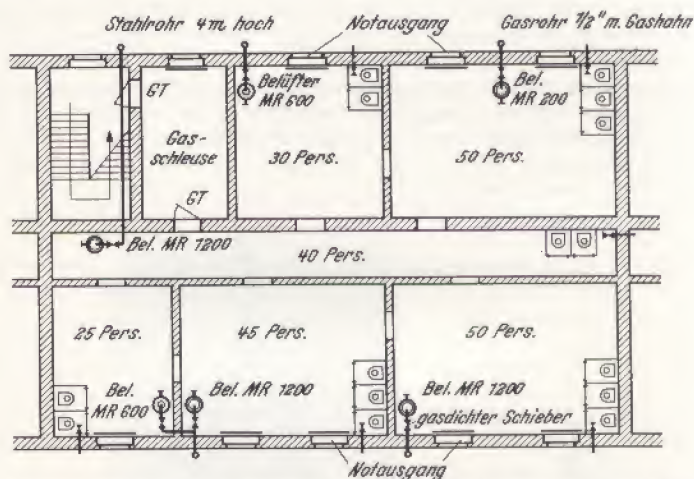 Stahlrohr 4m hoch
Notausgang
Gasrohr 1/2" m. Gashahn
GT
Belüfter
MR 600
Bel.
MR 200
Gas-
schleuse
30 Pers.
50 Pers.
GT
Bel. MR 1200
40 Pers.
25 Pers.
45 Pers.
50 Pers.
Bel.
MR 600
Bel. MR 1200
Bel. MR 1200
gasdichter Schieber
Notausgang